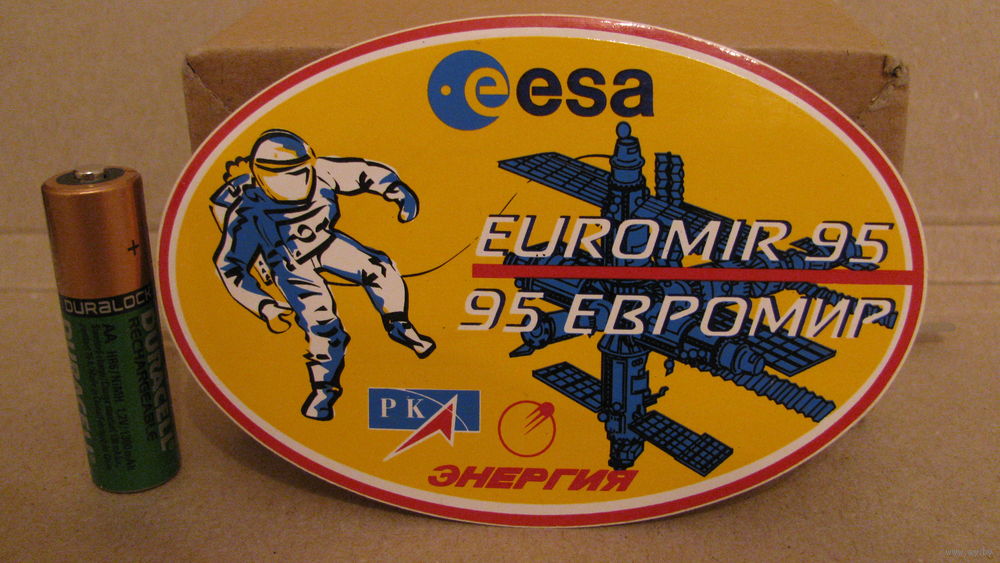 esa
EUROMIR 95
95 ЕВРОМИР
РКА
ЭНЕРГИЯ
DURALOCK
DURACELL
RECHARGEABLE
+